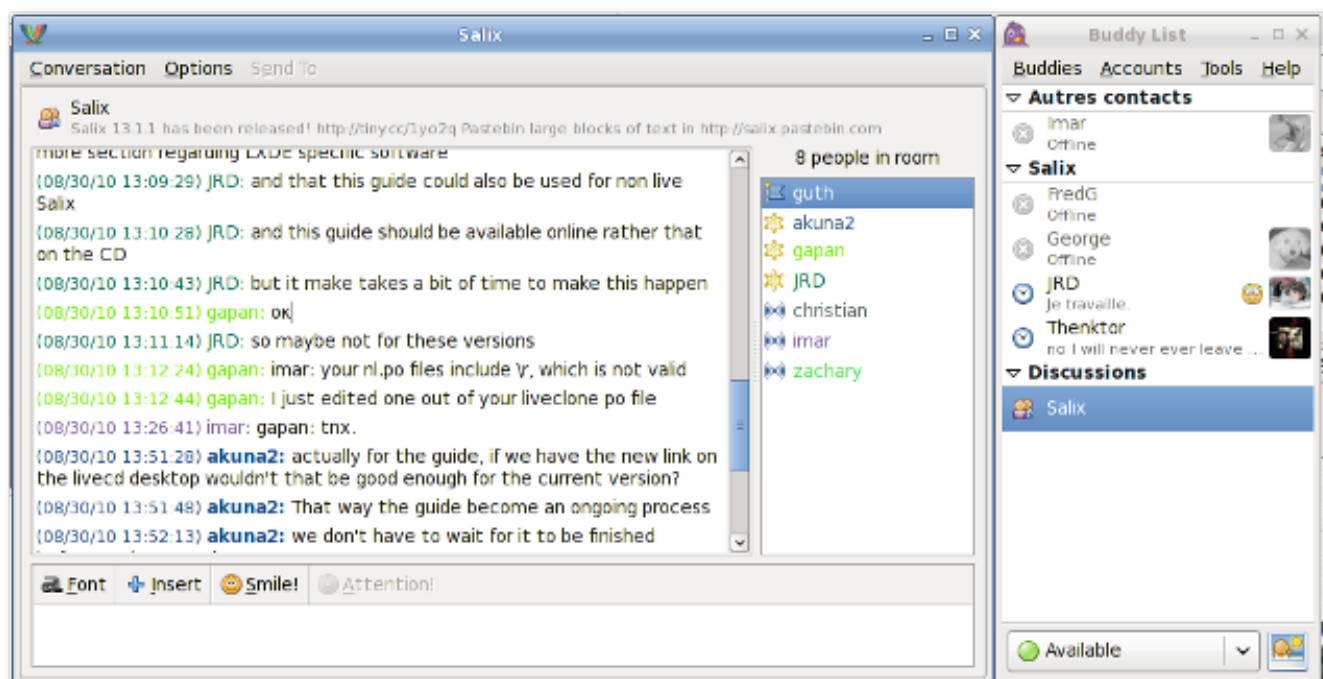 Salix
Conversation Options Send To
Salix
Salix 13.1.1 has been released! http://tinycc/1yo2q Pastebin large blocks of text in http://salix.pastebin.com
more section regarding LXDE specific software
(08/30/10 13:09:29) JRD: and that this guide could also be used for non live
Salix
(08/30/10 13:10:28) JRD: and this guide should be available online rather that
on the CD
(08/30/10 13:10:43) JRD: but it make takes a bit of time to make this happen
(08/30/10 13:10:51) gapan: ok
(08/30/10 13:11:14) JRD: so maybe not for these versions
(08/30/10 13:12:24) gapan: imar: your nl.po files include \r, which is not valid
(08/30/10 13:12:44) gapan: I just edited one out of your liveclone po file
(08/30/10 13:26:41) imar: gapan: tnx.
(08/30/10 13:51:28) akuna2: actually for the guide, if we have the new link on
the livecd desktop wouldn't that be good enough for the current version?
(08/30/10 13:51:48) akuna2: That way the guide become an ongoing process
(08/30/10 13:52:13) akuna2: we don't have to wait for it to be finished
8 people in room
guth
akuna2
gapan
JRD
christian
imar
zachary
Font Insert Smile! Attention!
Buddy List
Buddies Accounts Tools Help
Autres contacts
Imar
Offline
Salix
FredG
Offline
George
Offline
JRD
Je travaille.
Thenktor
no I will never ever leave ...
Discussions
Salix
Available